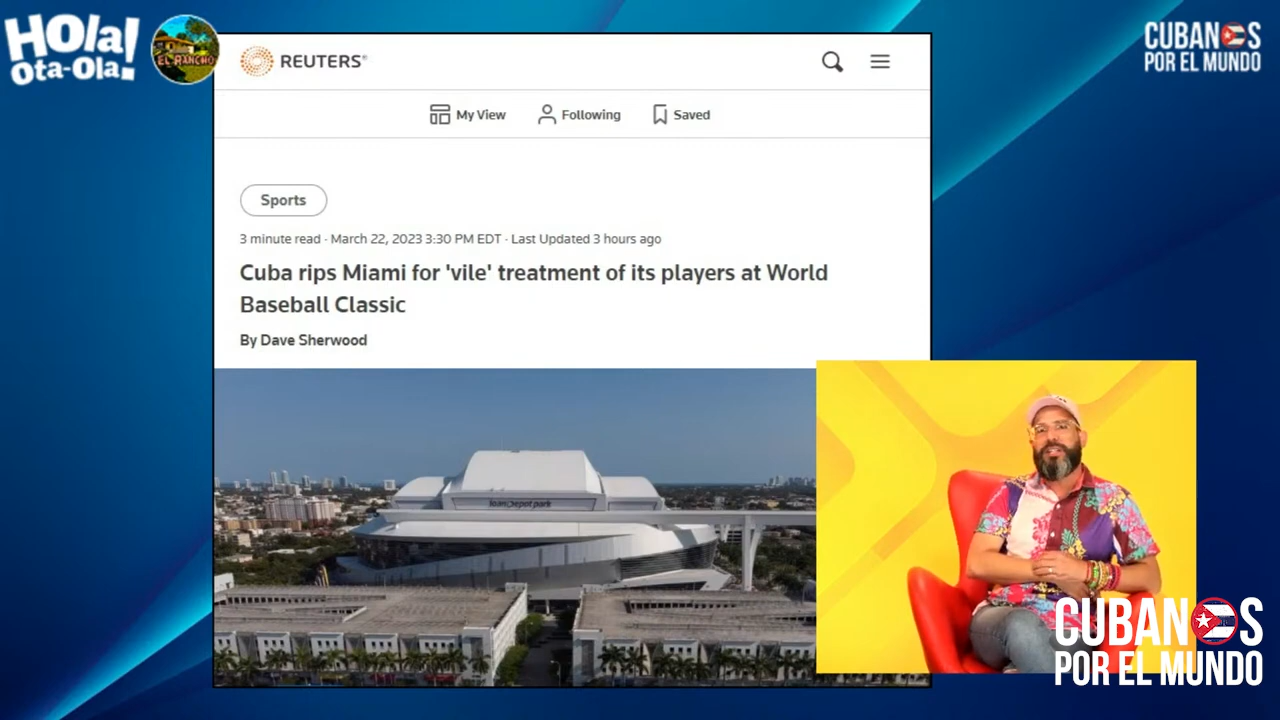 HOla!
Ota-Ola!
EL RANCHO
CUBANOS
POR EL MUNDO
REUTERS®
My View
Following
Saved
Sports
3 minute read · March 22, 2023 3:30 PM EDT · Last Updated 3 hours ago
Cuba rips Miami for 'vile' treatment of its players at World
Baseball Classic
By Dave Sherwood
loanDepot park
CUBANOS
POR EL MUNDO